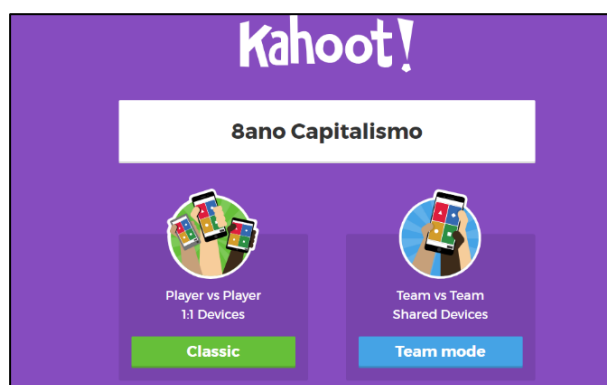 Kahoot!
8ano Capitalismo
Player vs Player
1:1 Devices
Classic
Team vs Team
Shared Devices
Team mode